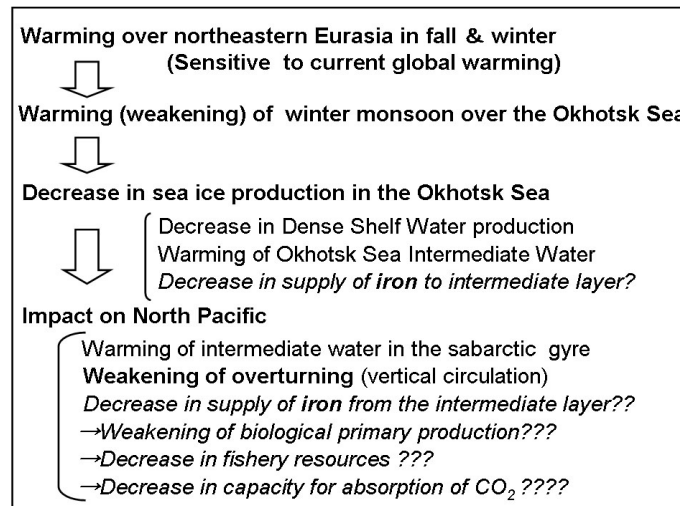 Warming over northeastern Eurasia in fall & winter
(Sensitive to current global warming)
Warming (weakening) of winter monsoon over the Okhotsk Sea
Decrease in sea ice production in the Okhotsk Sea
Decrease in Dense Shelf Water production
Warming of Okhotsk Sea Intermediate Water
Decrease in supply of iron to intermediate layer?
Impact on North Pacific
Warming of intermediate water in the sabarctic gyre
Weakening of overturning (vertical circulation)
Decrease in supply of iron from the intermediate layer??
→Weakening of biological primary production???
→Decrease in fishery resources ???
→Decrease in capacity for absorption of CO₂ ????